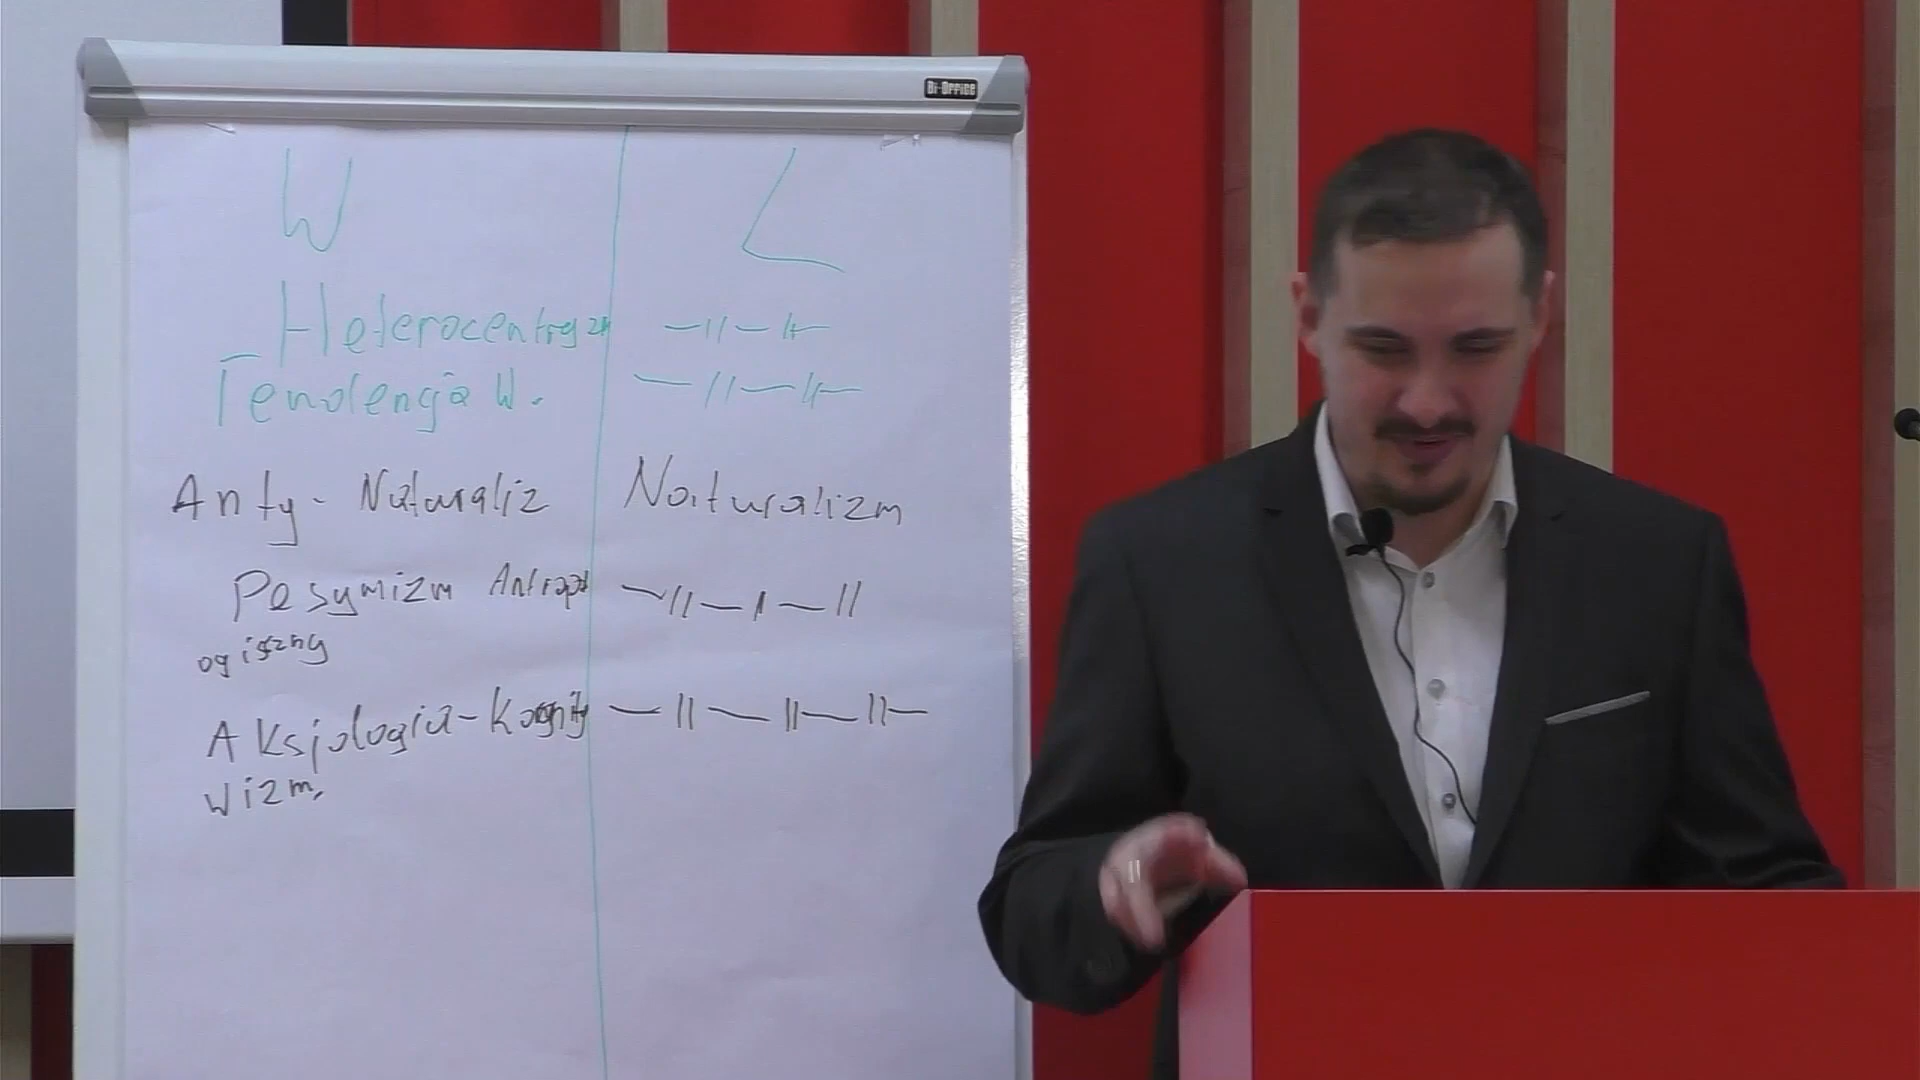 Bi-Office
W L
Heterocentryzm —||—||—
Tendencja W. —||—||—
Anty-Naturaliz Naturalizm
Pesymizm Antropol —||—||—||
ogiczny
Aksjologia-Kognity —||—||—||—
wizm.